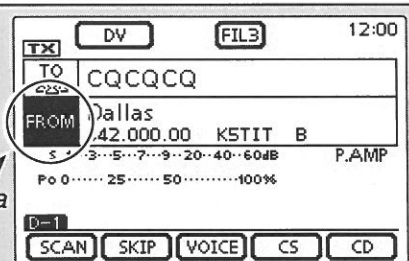 DV FIL3 12:00
TX
TO CQCQCQ
FROM Dallas
42.000.00 K5TIT B
S 3 5 7 9 20 40 60dB P.AMP
Po 0 25 50 100%
a
D-1
SCAN SKIP VOICE CS CD